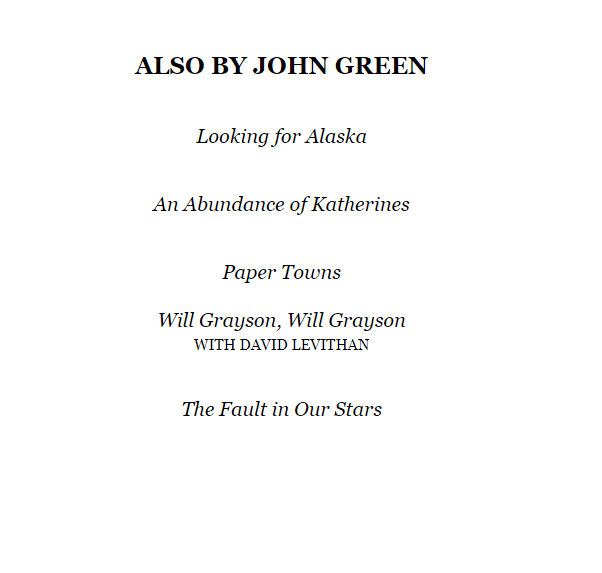 ALSO BY JOHN GREEN
Looking for Alaska
An Abundance of Katherines
Paper Towns
Will Grayson, Will Grayson
WITH DAVID LEVITHAN
The Fault in Our Stars